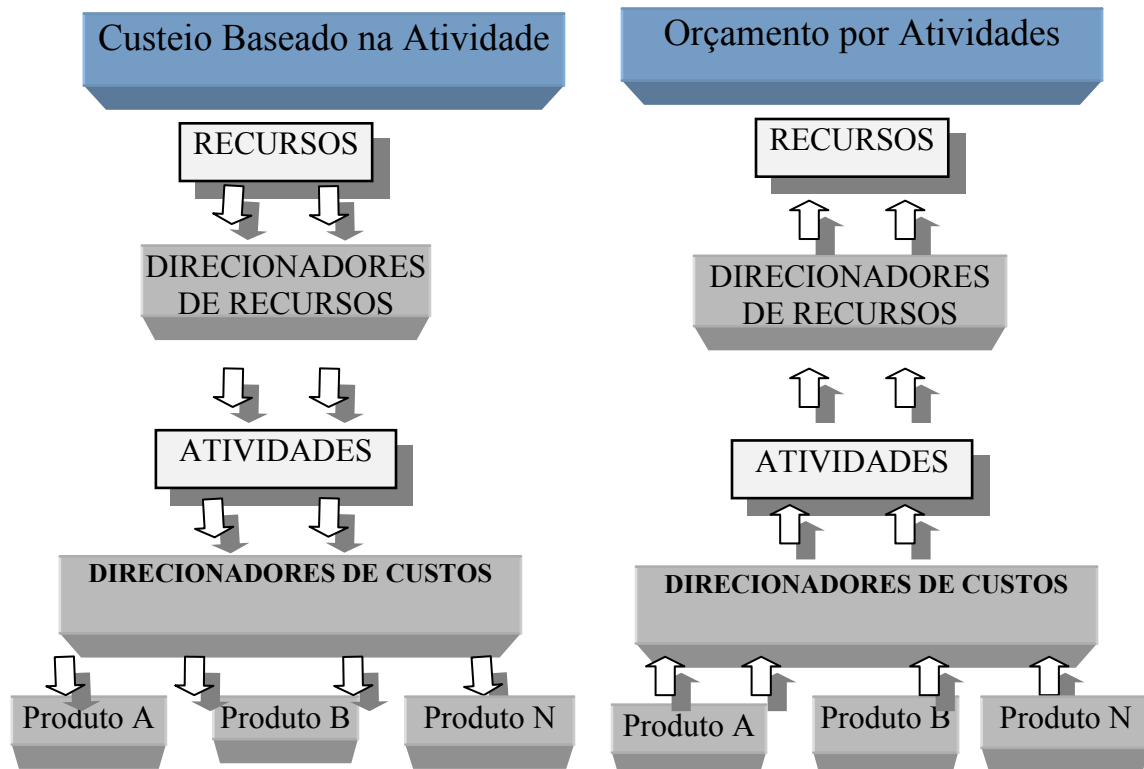 Custeio Baseado na Atividade
RECURSOS
DIRECIONADORES
DE RECURSOS
ATIVIDADES
DIRECIONADORES DE CUSTOS
Produto A
Produto B
Produto N
Orçamento por Atividades
RECURSOS
DIRECIONADORES
DE RECURSOS
ATIVIDADES
DIRECIONADORES DE CUSTOS
Produto A
Produto B
Produto N